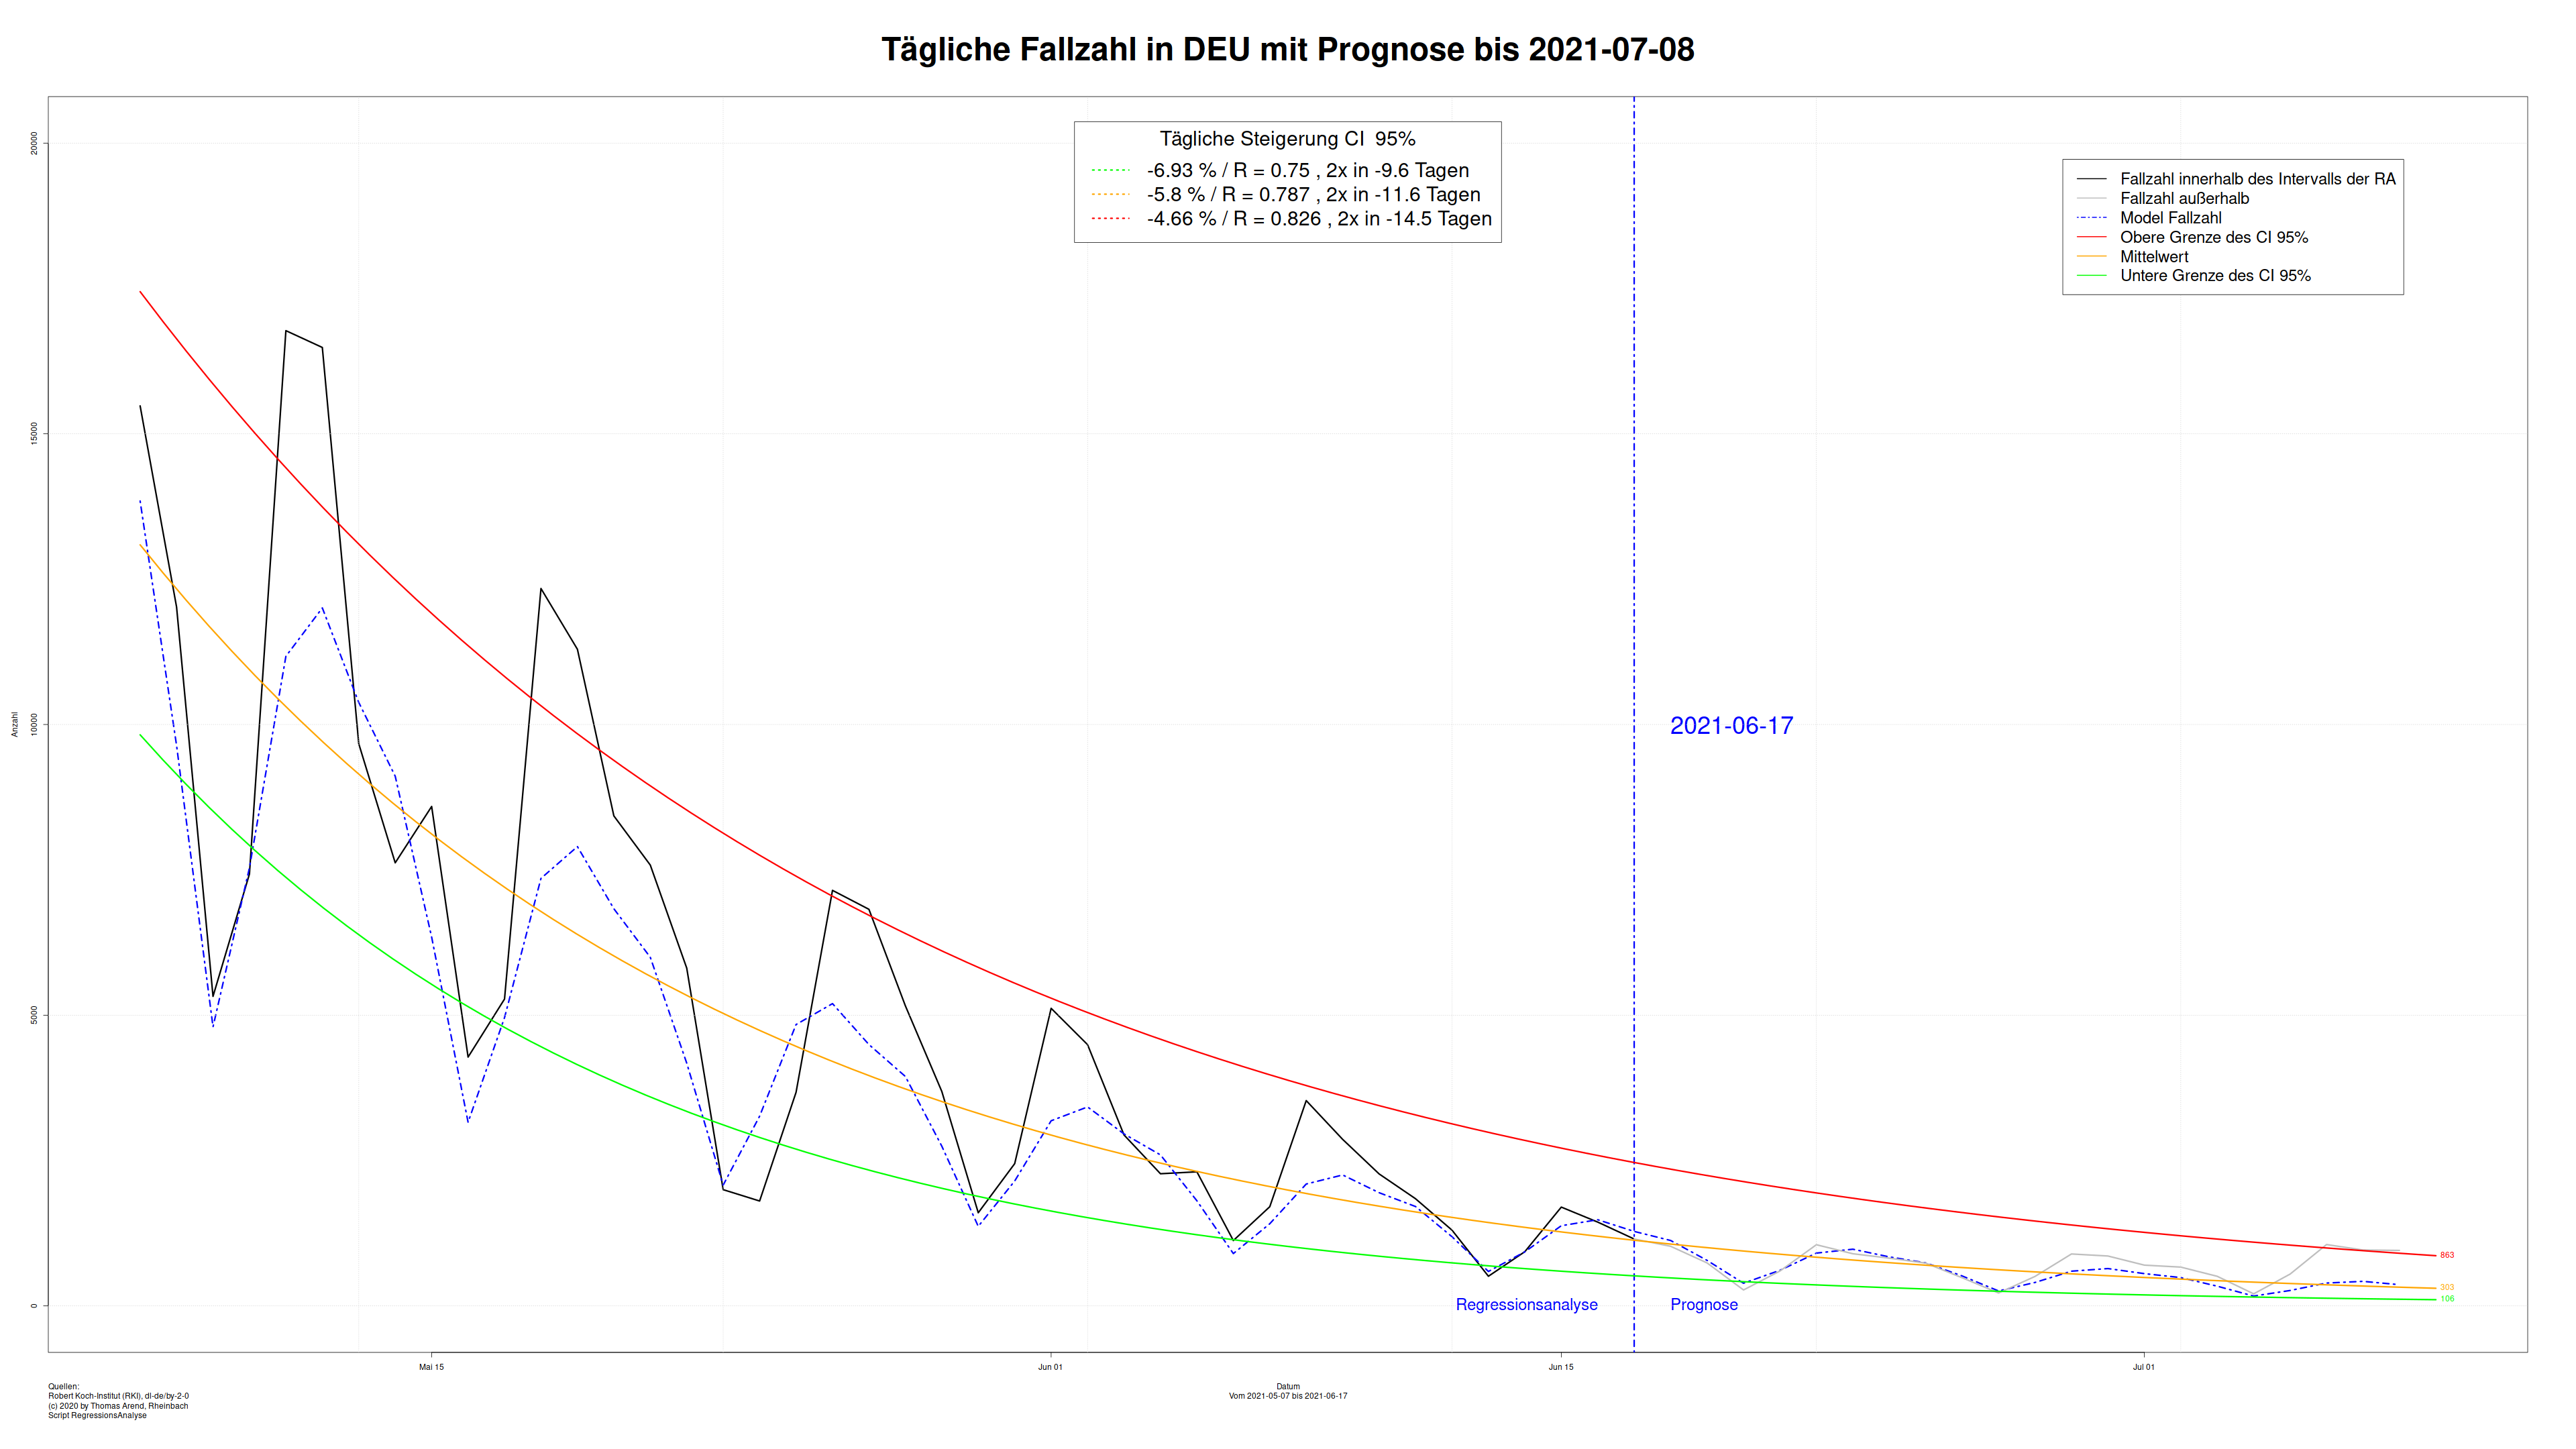 Tägliche Fallzahl in DEU mit Prognose bis 2021-07-08
Tägliche Steigerung CI  95%
-6.93 % / R = 0.75 , 2x in -9.6 Tagen
-5.8 % / R = 0.787 , 2x in -11.6 Tagen
-4.66 % / R = 0.826 , 2x in -14.5 Tagen
Fallzahl innerhalb des Intervalls der RA
Fallzahl außerhalb
Model Fallzahl
Obere Grenze des CI 95%
Mittelwert
Untere Grenze des CI 95%
20000
15000
10000
5000
0
Anzahl
2021-06-17
863
303
106
Regressionsanalyse
Prognose
Mai 15
Jun 01
Jun 15
Jul 01
Datum
Vom 2021-05-07 bis 2021-06-17
Quellen:
Robert Koch-Institut (RKI), dl-de/by-2-0
(c) 2020 by Thomas Arend, Rheinbach
Script RegressionsAnalyse